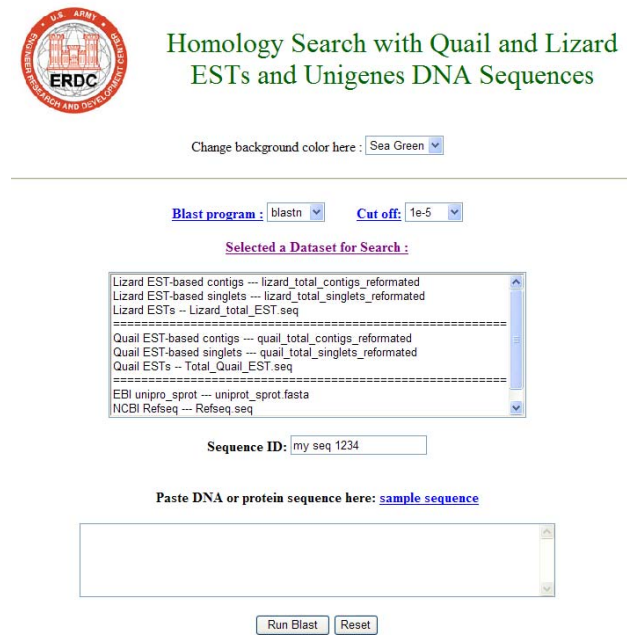 U.S. ARMY
ENGINEER RESEARCH AND DEVELOPMENT CENTER
ERDC
Homology Search with Quail and Lizard
ESTs and Unigenes DNA Sequences
Change background color here : Sea Green
Blast program : blastn Cut off: 1e-5
Selected a Dataset for Search :
Lizard EST-based contigs --- lizard_total_contigs_reformated
Lizard EST-based singlets --- lizard_total_singlets_reformated
Lizard ESTs -- Lizard_total_EST.seq
========================================================
Quail EST-based contigs --- quail_total_contigs_reformated
Quail EST-based singlets --- quail_total_singlets_reformated
Quail ESTs -- Total_Quail_EST.seq
========================================================
EBI unipro_sprot --- uniprot_sprot.fasta
NCBI Refseq --- Refseq.seq
Sequence ID: my seq 1234
Paste DNA or protein sequence here: sample sequence
Run Blast Reset